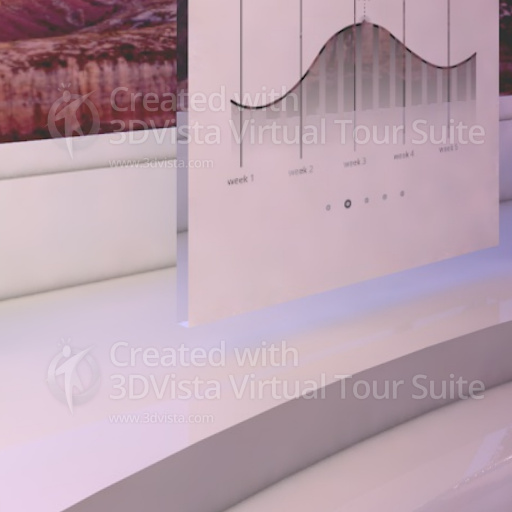 week 1
week 2
week 3
week 4
week 5
Created with
3DVista Virtual Tour Suite
www.3dvista.com
Created with
3DVista Virtual Tour Suite
www.3dvista.com